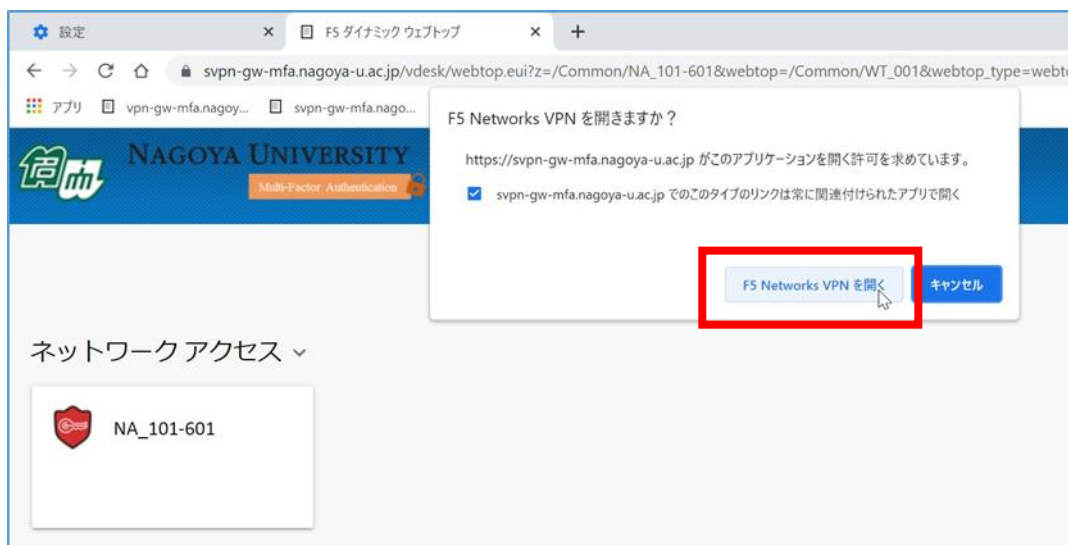 設定
F5 ダイナミック ウェブトップ
svpn-gw-mfa.nagoya-u.ac.jp/vdesk/webtop.eui?z=/Common/NA_101-601&webtop=/Common/WT_001&webtop_type=webto
アプリ vpn-gw-mfa.nagoy... svpn-gw-mfa.nago...
F5 Networks VPN を開きますか？
NAGOYA UNIVERSITY
https://svpn-gw-mfa.nagoya-u.ac.jp がこのアプリケーションを開く許可を求めています。
Multi-Factor Authentication
svpn-gw-mfa.nagoya-u.ac.jp でのこのタイプのリンクは常に関連付けられたアプリで開く
F5 Networks VPN を開く キャンセル
ネットワーク アクセス
NA_101-601